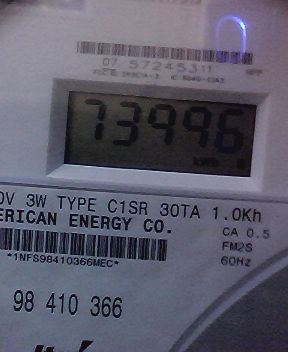 07 57245311
73996
kWh
0V 3W TYPE C1SR 30TA 1.0Kh
ERICAN ENERGY CO.
CA 0.5
FM2S
60Hz
*1NFS98410366MEC*
98 410 366